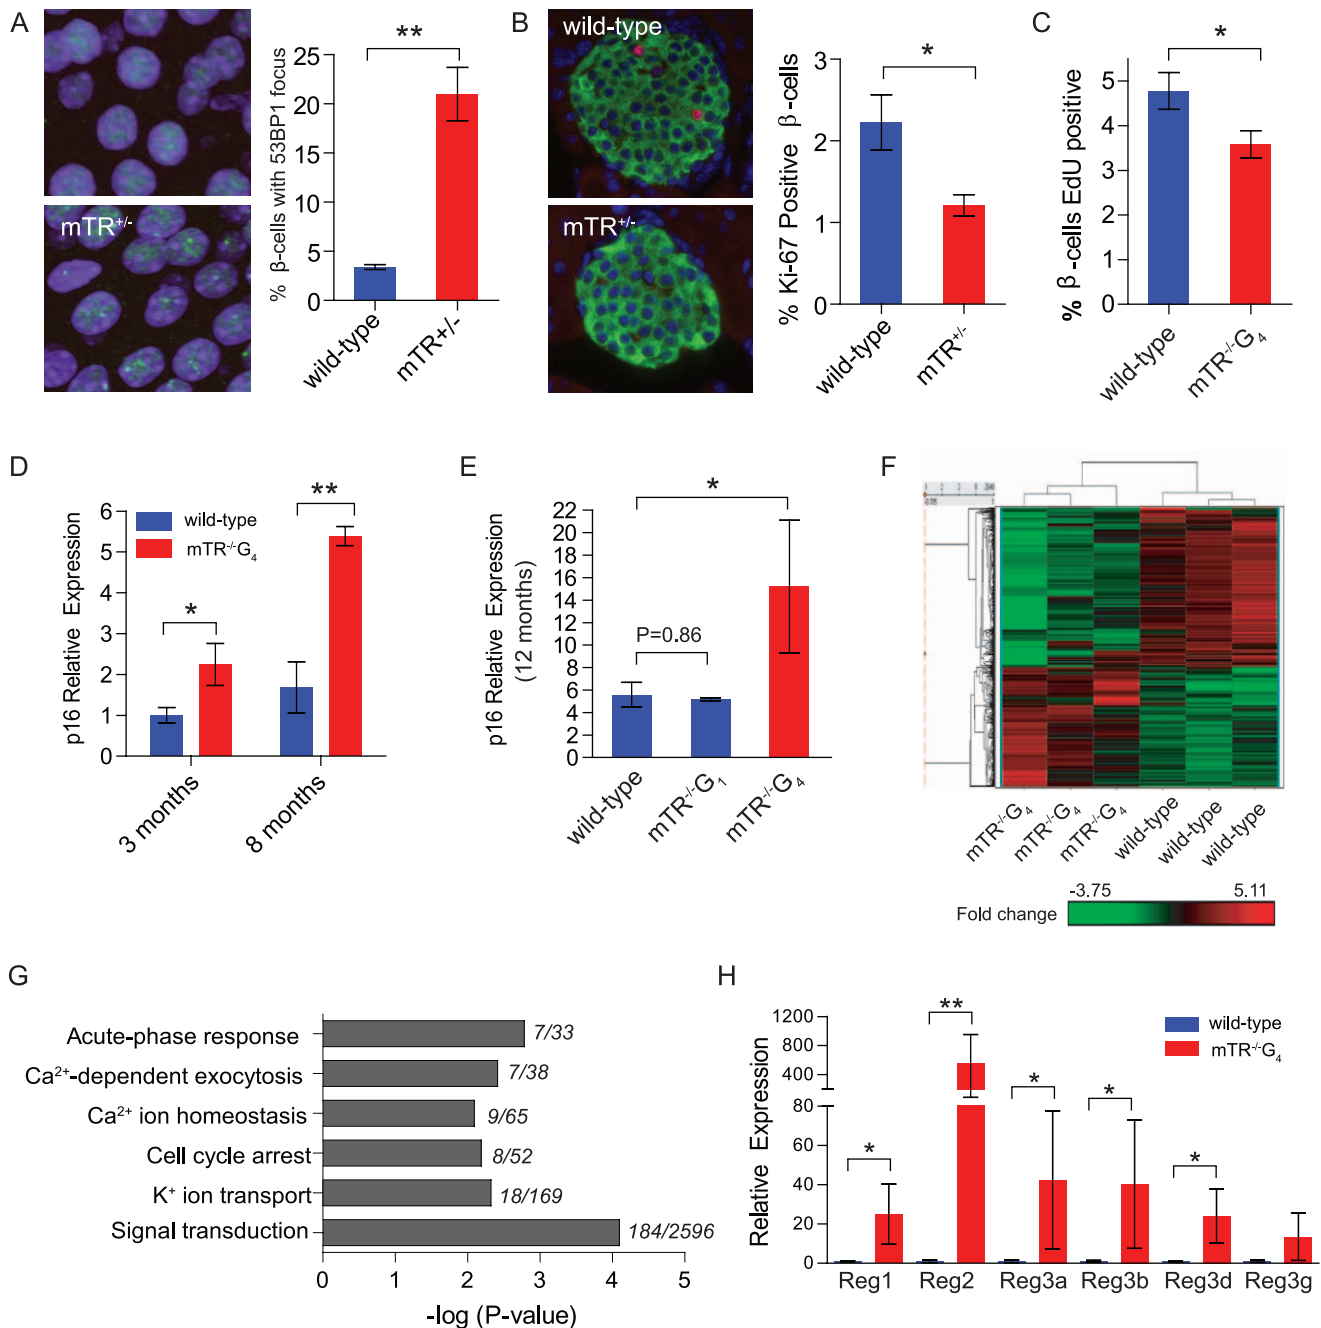 A
mTR+/-
% β-cells with 53BP1 focus
25
20
15
10
5
0
**
wild-type
mTR+/-
B
wild-type
mTR+/-
% Ki-67 Positive β-cells
3
2
1
0
*
wild-type
mTR+/-
C
% β-cells EdU positive
5
4
3
2
1
0
*
wild-type
mTR-/-G4
D
p16 Relative Expression
6
5
4
3
2
1
0
wild-type
mTR-/-G4
*
**
3 months
8 months
E
p16 Relative Expression
(12 months)
22
20
18
16
14
12
10
8
6
4
2
0
*
P=0.86
wild-type
mTR-/-G1
mTR-/-G4
F
mTR-/-G4
mTR-/-G4
mTR-/-G4
wild-type
wild-type
wild-type
-3.75 5.11
Fold change
G
Acute-phase response 7/33
Ca2+-dependent exocytosis 7/38
Ca2+ ion homeostasis 9/65
Cell cycle arrest 8/52
K+ ion transport 18/169
Signal transduction 184/2596
0 1 2 3 4 5
-log (P-value)
H
Relative Expression
1200
800
400
80
60
40
20
0
wild-type
mTR-/-G4
*
**
*
*
*
Reg1 Reg2 Reg3a Reg3b Reg3d Reg3g